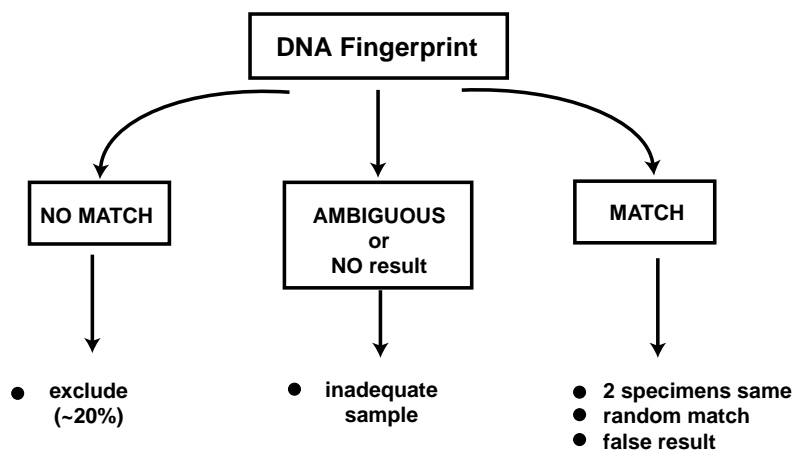 DNA Fingerprint
NO MATCH
AMBIGUOUS
or
NO result
MATCH
● exclude
(~20%)
● inadequate
sample
● 2 specimens same
● random match
● false result